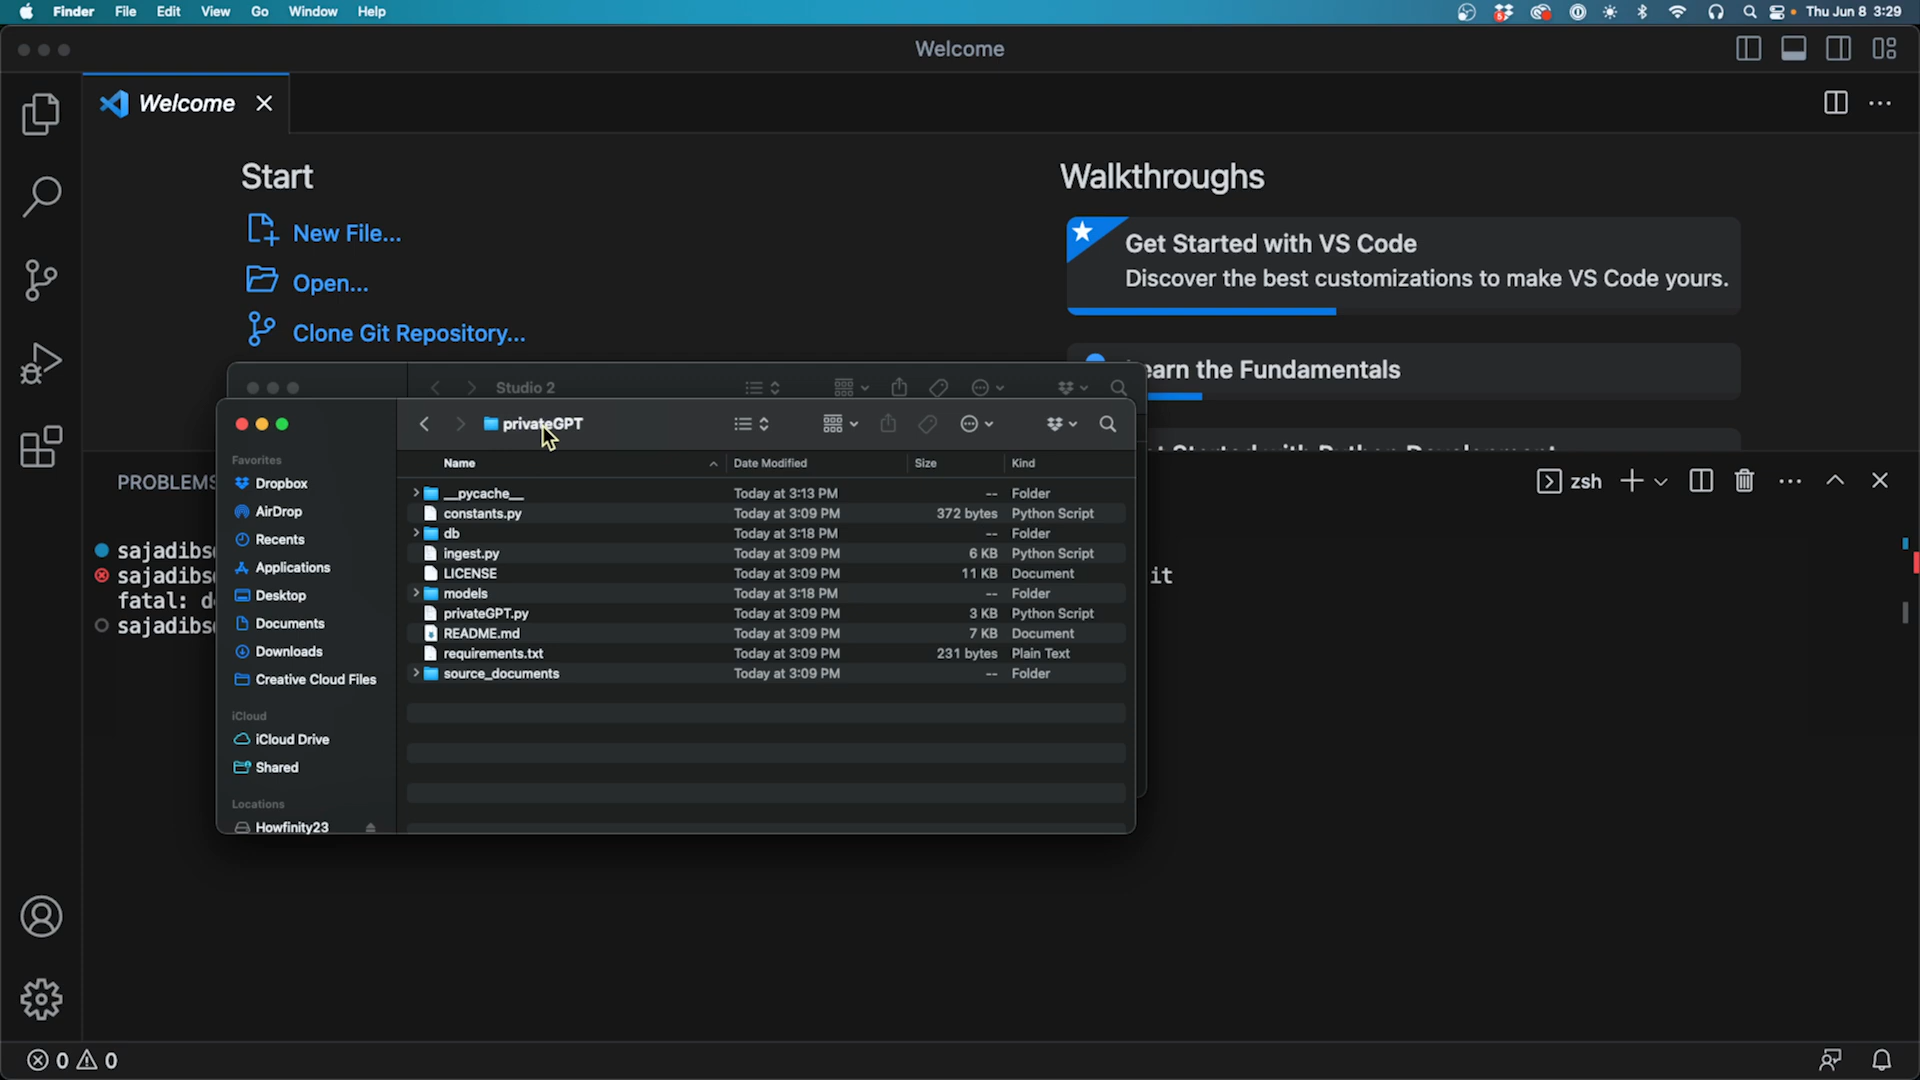 Finder File Edit View Go Window Help
Thu Jun 8 3:29
Welcome
Welcome
Start
New File...
Open...
Clone Git Repository...
Walkthroughs
Get Started with VS Code
Discover the best customizations to make VS Code yours.
earn the Fundamentals
Studio 2
privateGPT
Name Date Modified Size Kind
__pycache__ Today at 3:13 PM -- Folder
constants.py Today at 3:09 PM 372 bytes Python Script
db Today at 3:18 PM -- Folder
ingest.py Today at 3:09 PM 6 KB Python Script
LICENSE Today at 3:09 PM 11 KB Document
models Today at 3:18 PM -- Folder
privateGPT.py Today at 3:09 PM 3 KB Python Script
README.md Today at 3:09 PM 7 KB Document
requirements.txt Today at 3:09 PM 231 bytes Plain Text
source_documents Today at 3:09 PM -- Folder
Favorites
Dropbox
AirDrop
Recents
Applications
Desktop
Documents
Downloads
Creative Cloud Files
iCloud
iCloud Drive
Shared
Locations
Howfinity23
PROBLEMS
zsh
sajadibs
sajadibs
it
fatal: d
sajadibs
0 0